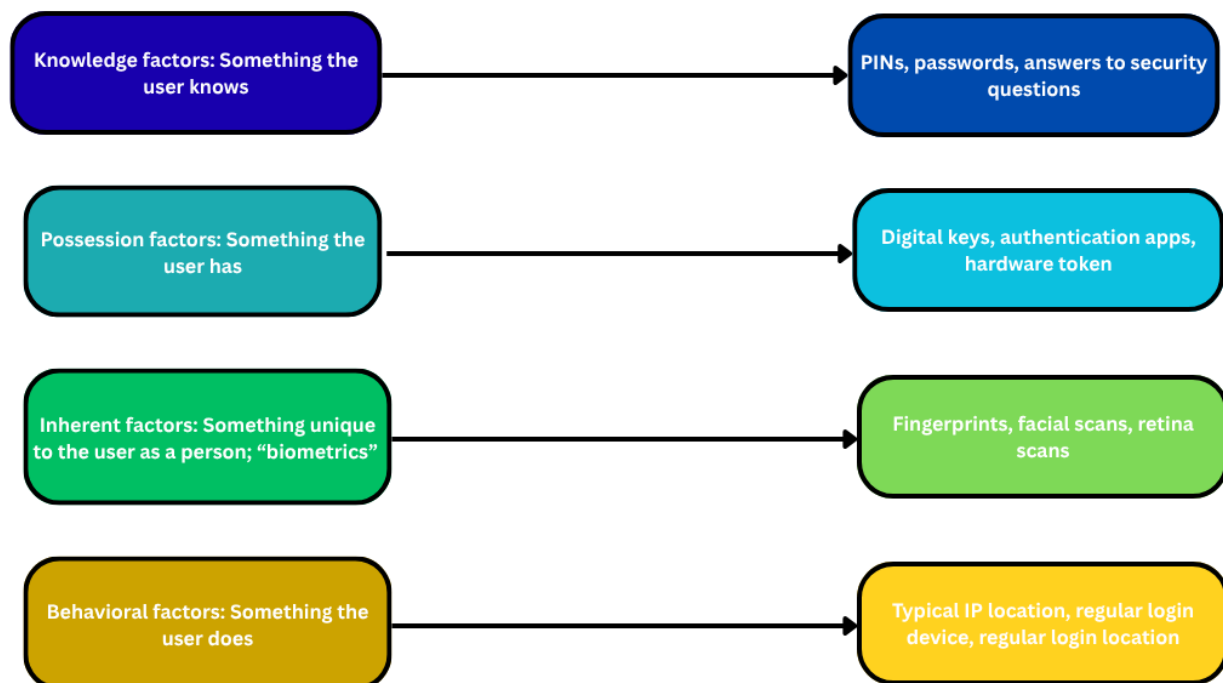 Knowledge factors: Something the
user knows
PINs, passwords, answers to security
questions
Possession factors: Something the
user has
Digital keys, authentication apps,
hardware token
Inherent factors: Something unique
to the user as a person; “biometrics”
Fingerprints, facial scans, retina
scans
Behavioral factors: Something the
user does
Typical IP location, regular login
device, regular login location